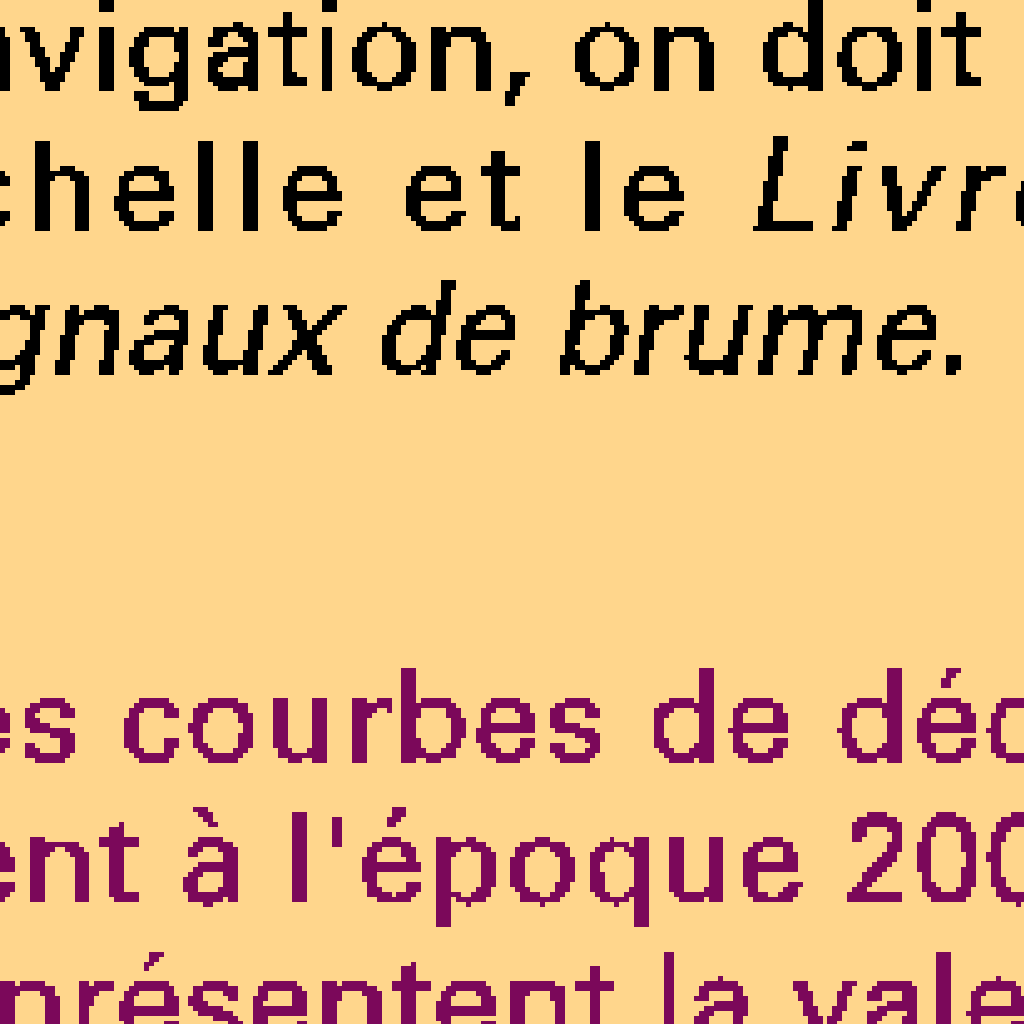 avigation, on doit
chelle et le Livre
gnaux de brume.
es courbes de déc
ent à l'époque 200
présentent la vale